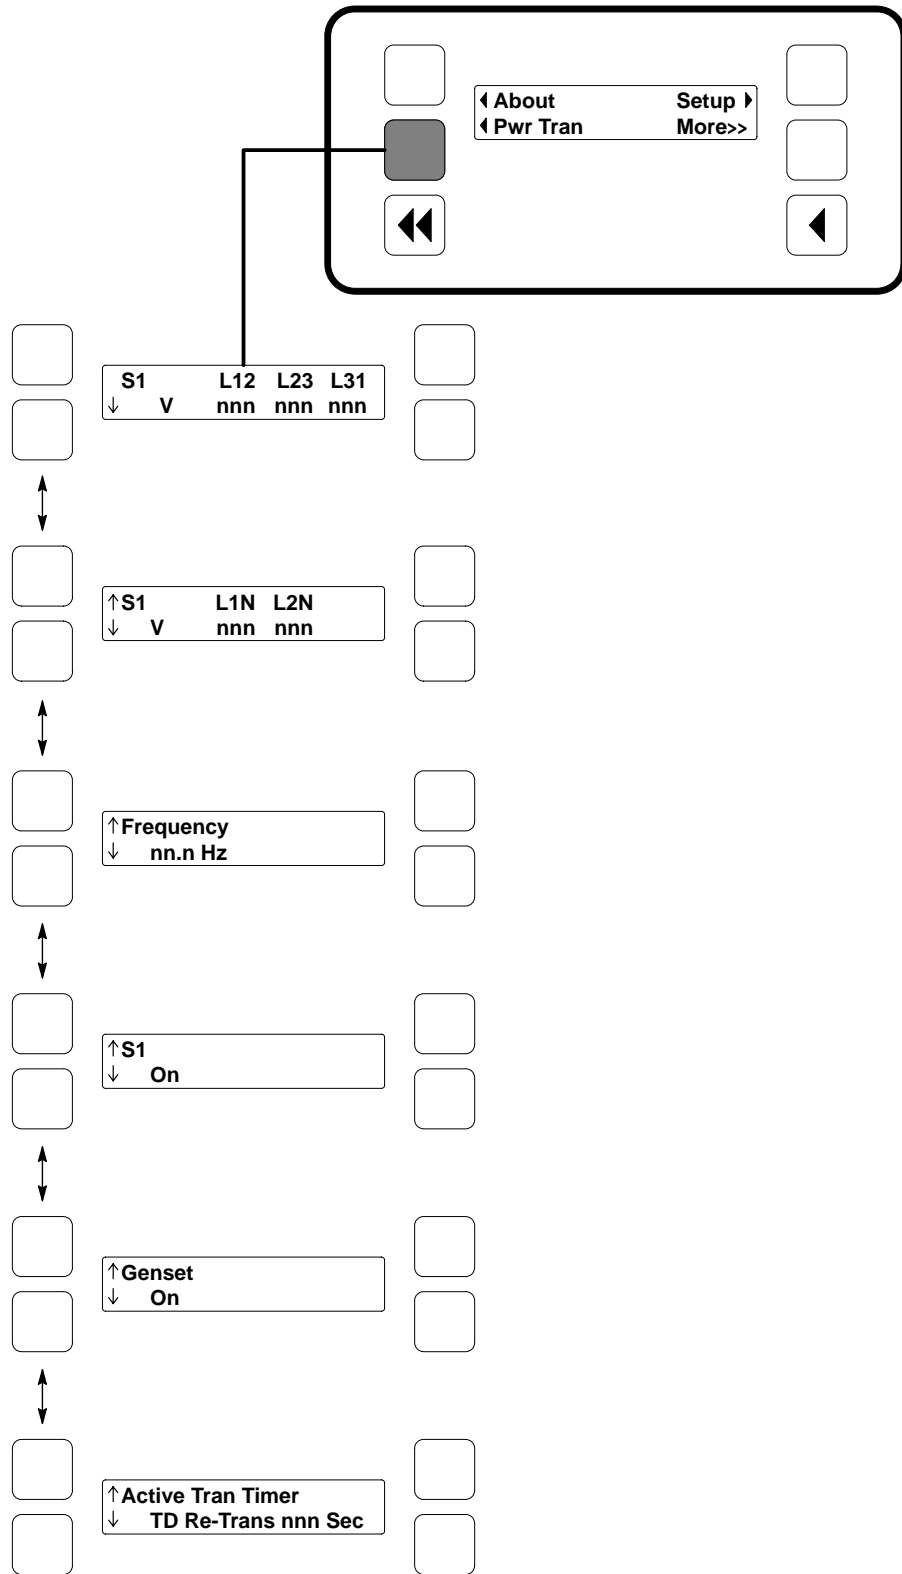 About Setup
Pwr Tran More>>
S1 L12 L23 L31
↓ V nnn nnn nnn
↑S1 L1N L2N
↓ V nnn nnn
↑Frequency
↓ nn.n Hz
↑S1
↓ On
↑Genset
↓ On
↑Active Tran Timer
↓ TD Re-Trans nnn Sec